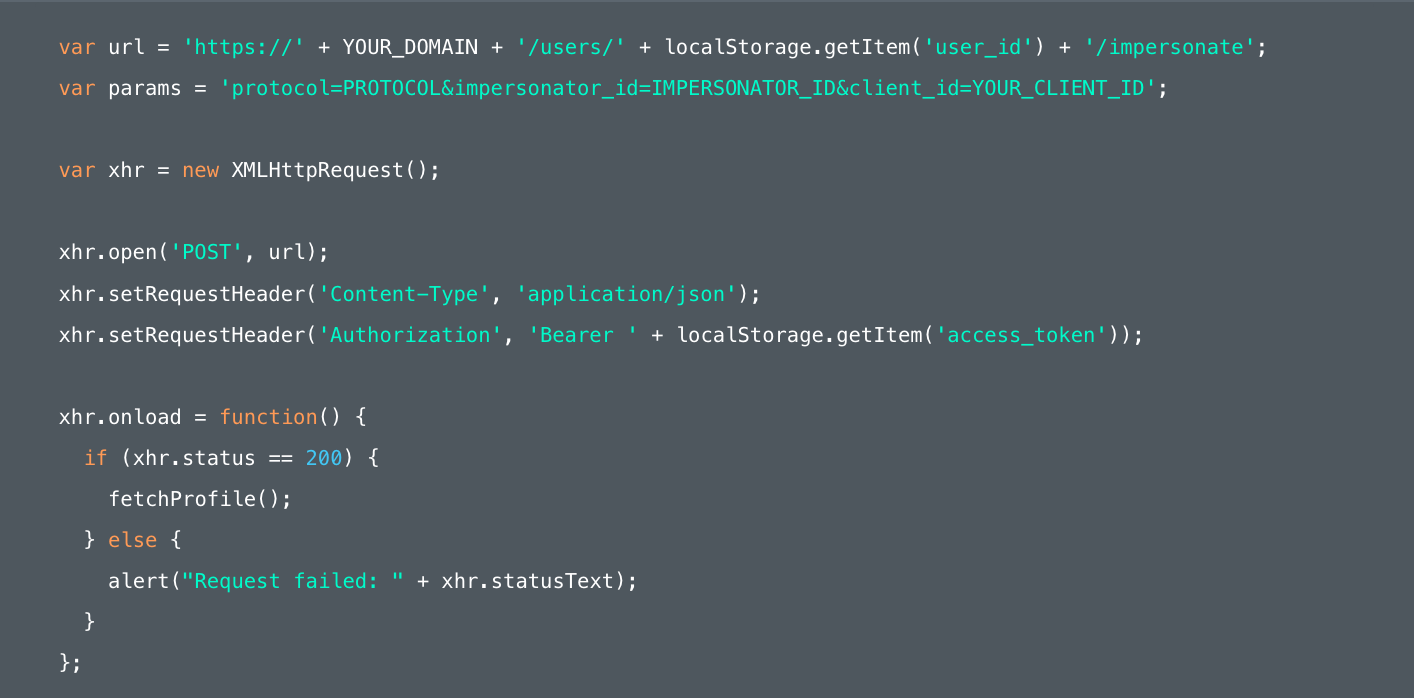 var url = 'https://' + YOUR_DOMAIN + '/users/' + localStorage.getItem('user_id') + '/impersonate';
var params = 'protocol=PROTOCOL&impersonator_id=IMPERSONATOR_ID&client_id=YOUR_CLIENT_ID';
var xhr = new XMLHttpRequest();
xhr.open('POST', url);
xhr.setRequestHeader('Content-Type', 'application/json');
xhr.setRequestHeader('Authorization', 'Bearer ' + localStorage.getItem('access_token'));
xhr.onload = function() {
  if (xhr.status == 200) {
    fetchProfile();
  } else {
    alert("Request failed: " + xhr.statusText);
  }
};